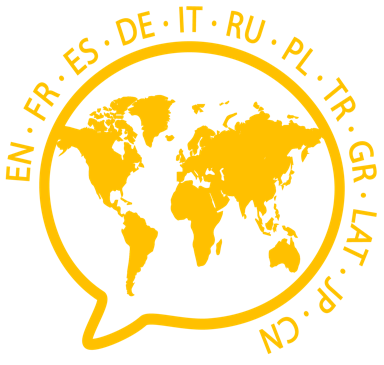 EN · FR · ES · DE · IT · RU · PL · TR · GR · LAT · JP · CN